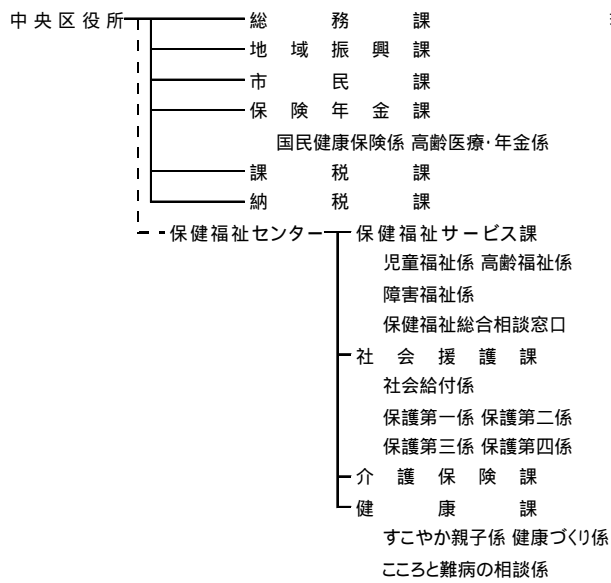 中央区役所 総務課
地域振興課
市民課
保険年金課
国民健康保険係 高齢医療・年金係
課税課
納税課
保健福祉センター 保健福祉サービス課
児童福祉係 高齢福祉係
障害福祉係
保健福祉総合相談窓口
社会援護課
社会給付係
保護第一係 保護第二係
保護第三係 保護第四係
介護保険課
健康課
すこやか親子係 健康づくり係
こころと難病の相談係